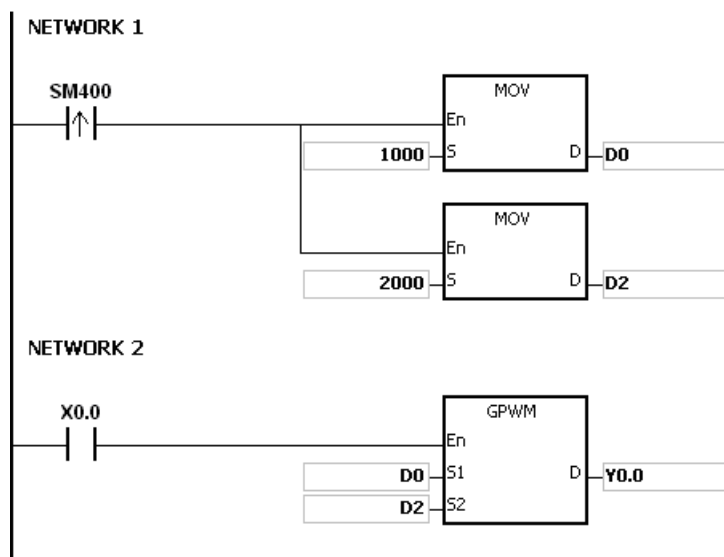 NETWORK 1
SM400
MOV
En
1000 S D D0
MOV
En
2000 S D D2
NETWORK 2
X0.0
GPWM
En
D0 S1 D Y0.0
D2 S2